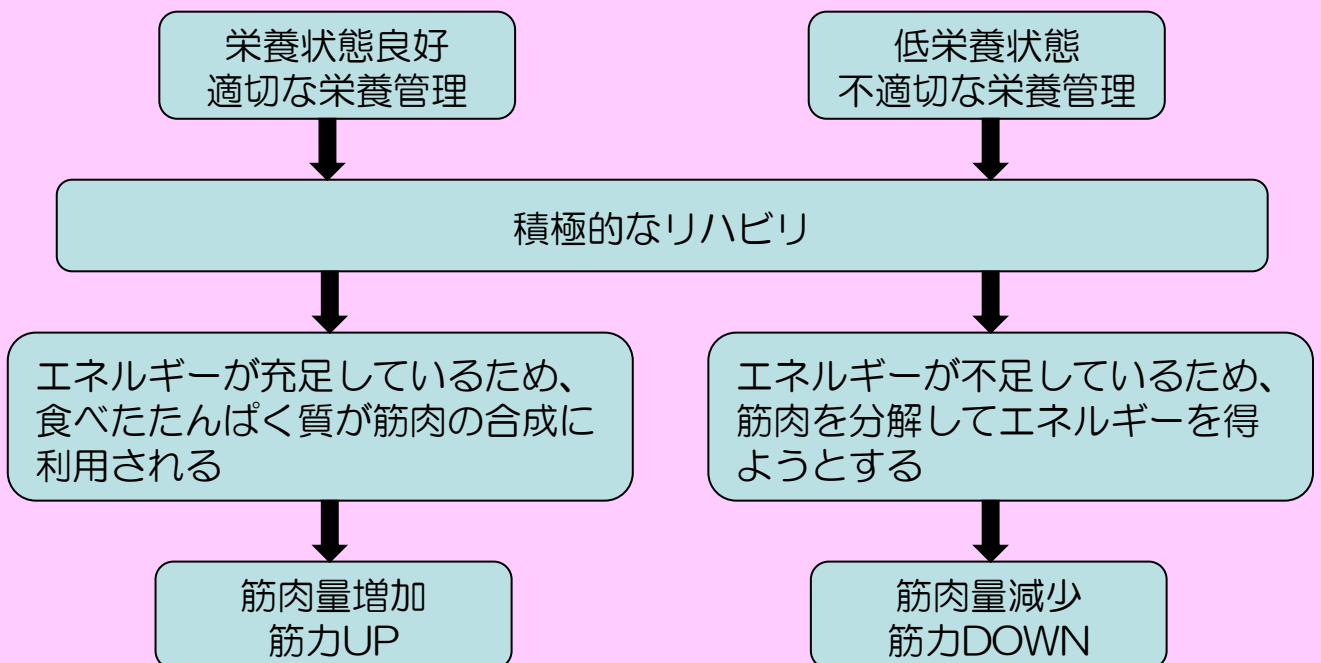 栄養状態良好
適切な栄養管理
低栄養状態
不適切な栄養管理
積極的なリハビリ
エネルギーが充足しているため、
食べたたんぱく質が筋肉の合成に
利用される
エネルギーが不足しているため、
筋肉を分解してエネルギーを得
ようとする
筋肉量増加
筋力UP
筋肉量減少
筋力DOWN